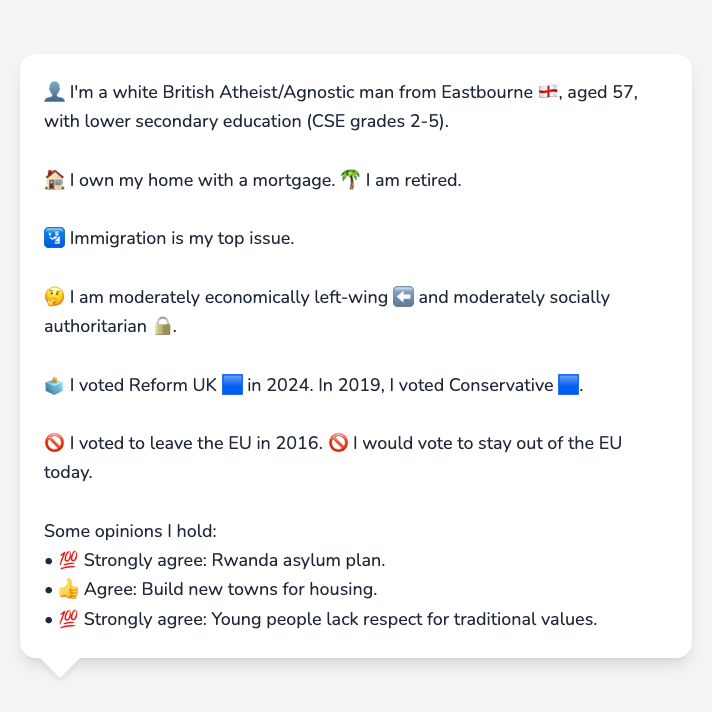 👤 I'm a white British Atheist/Agnostic man from Eastbourne 🏴󠁧󠁢󠁥󠁮󠁧󠁿, aged 57,
with lower secondary education (CSE grades 2-5).
🏠 I own my home with a mortgage. 🌴 I am retired.
🛂 Immigration is my top issue.
🤔 I am moderately economically left-wing ⬅️ and moderately socially
authoritarian 🔒.
🗳️ I voted Reform UK 🟦 in 2024. In 2019, I voted Conservative 🟦.
🚫 I voted to leave the EU in 2016. 🚫 I would vote to stay out of the EU
today.
Some opinions I hold:
• 💯 Strongly agree: Rwanda asylum plan.
• 👍 Agree: Build new towns for housing.
• 💯 Strongly agree: Young people lack respect for traditional values.